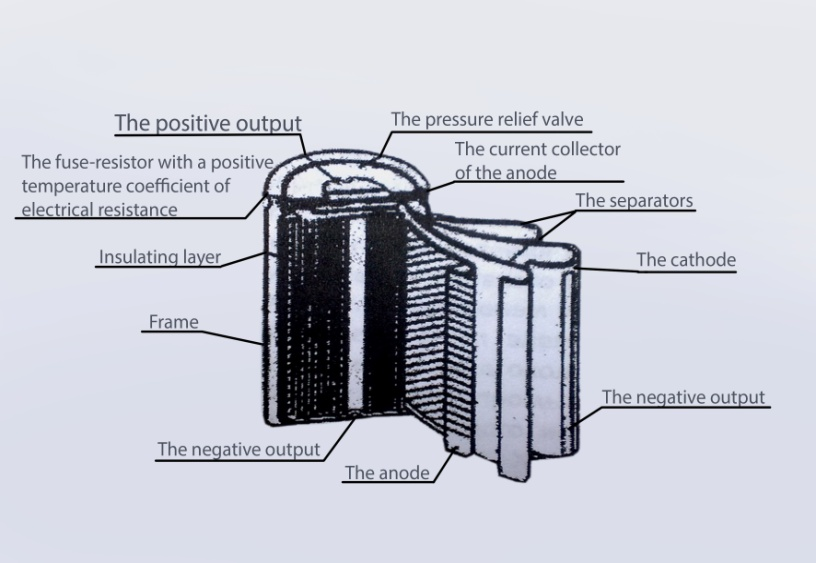 The positive output
The pressure relief valve
The fuse-resistor with a positive
temperature coefficient of
electrical resistance
The current collector
of the anode
The separators
Insulating layer
The cathode
Frame
The negative output
The negative output
The anode